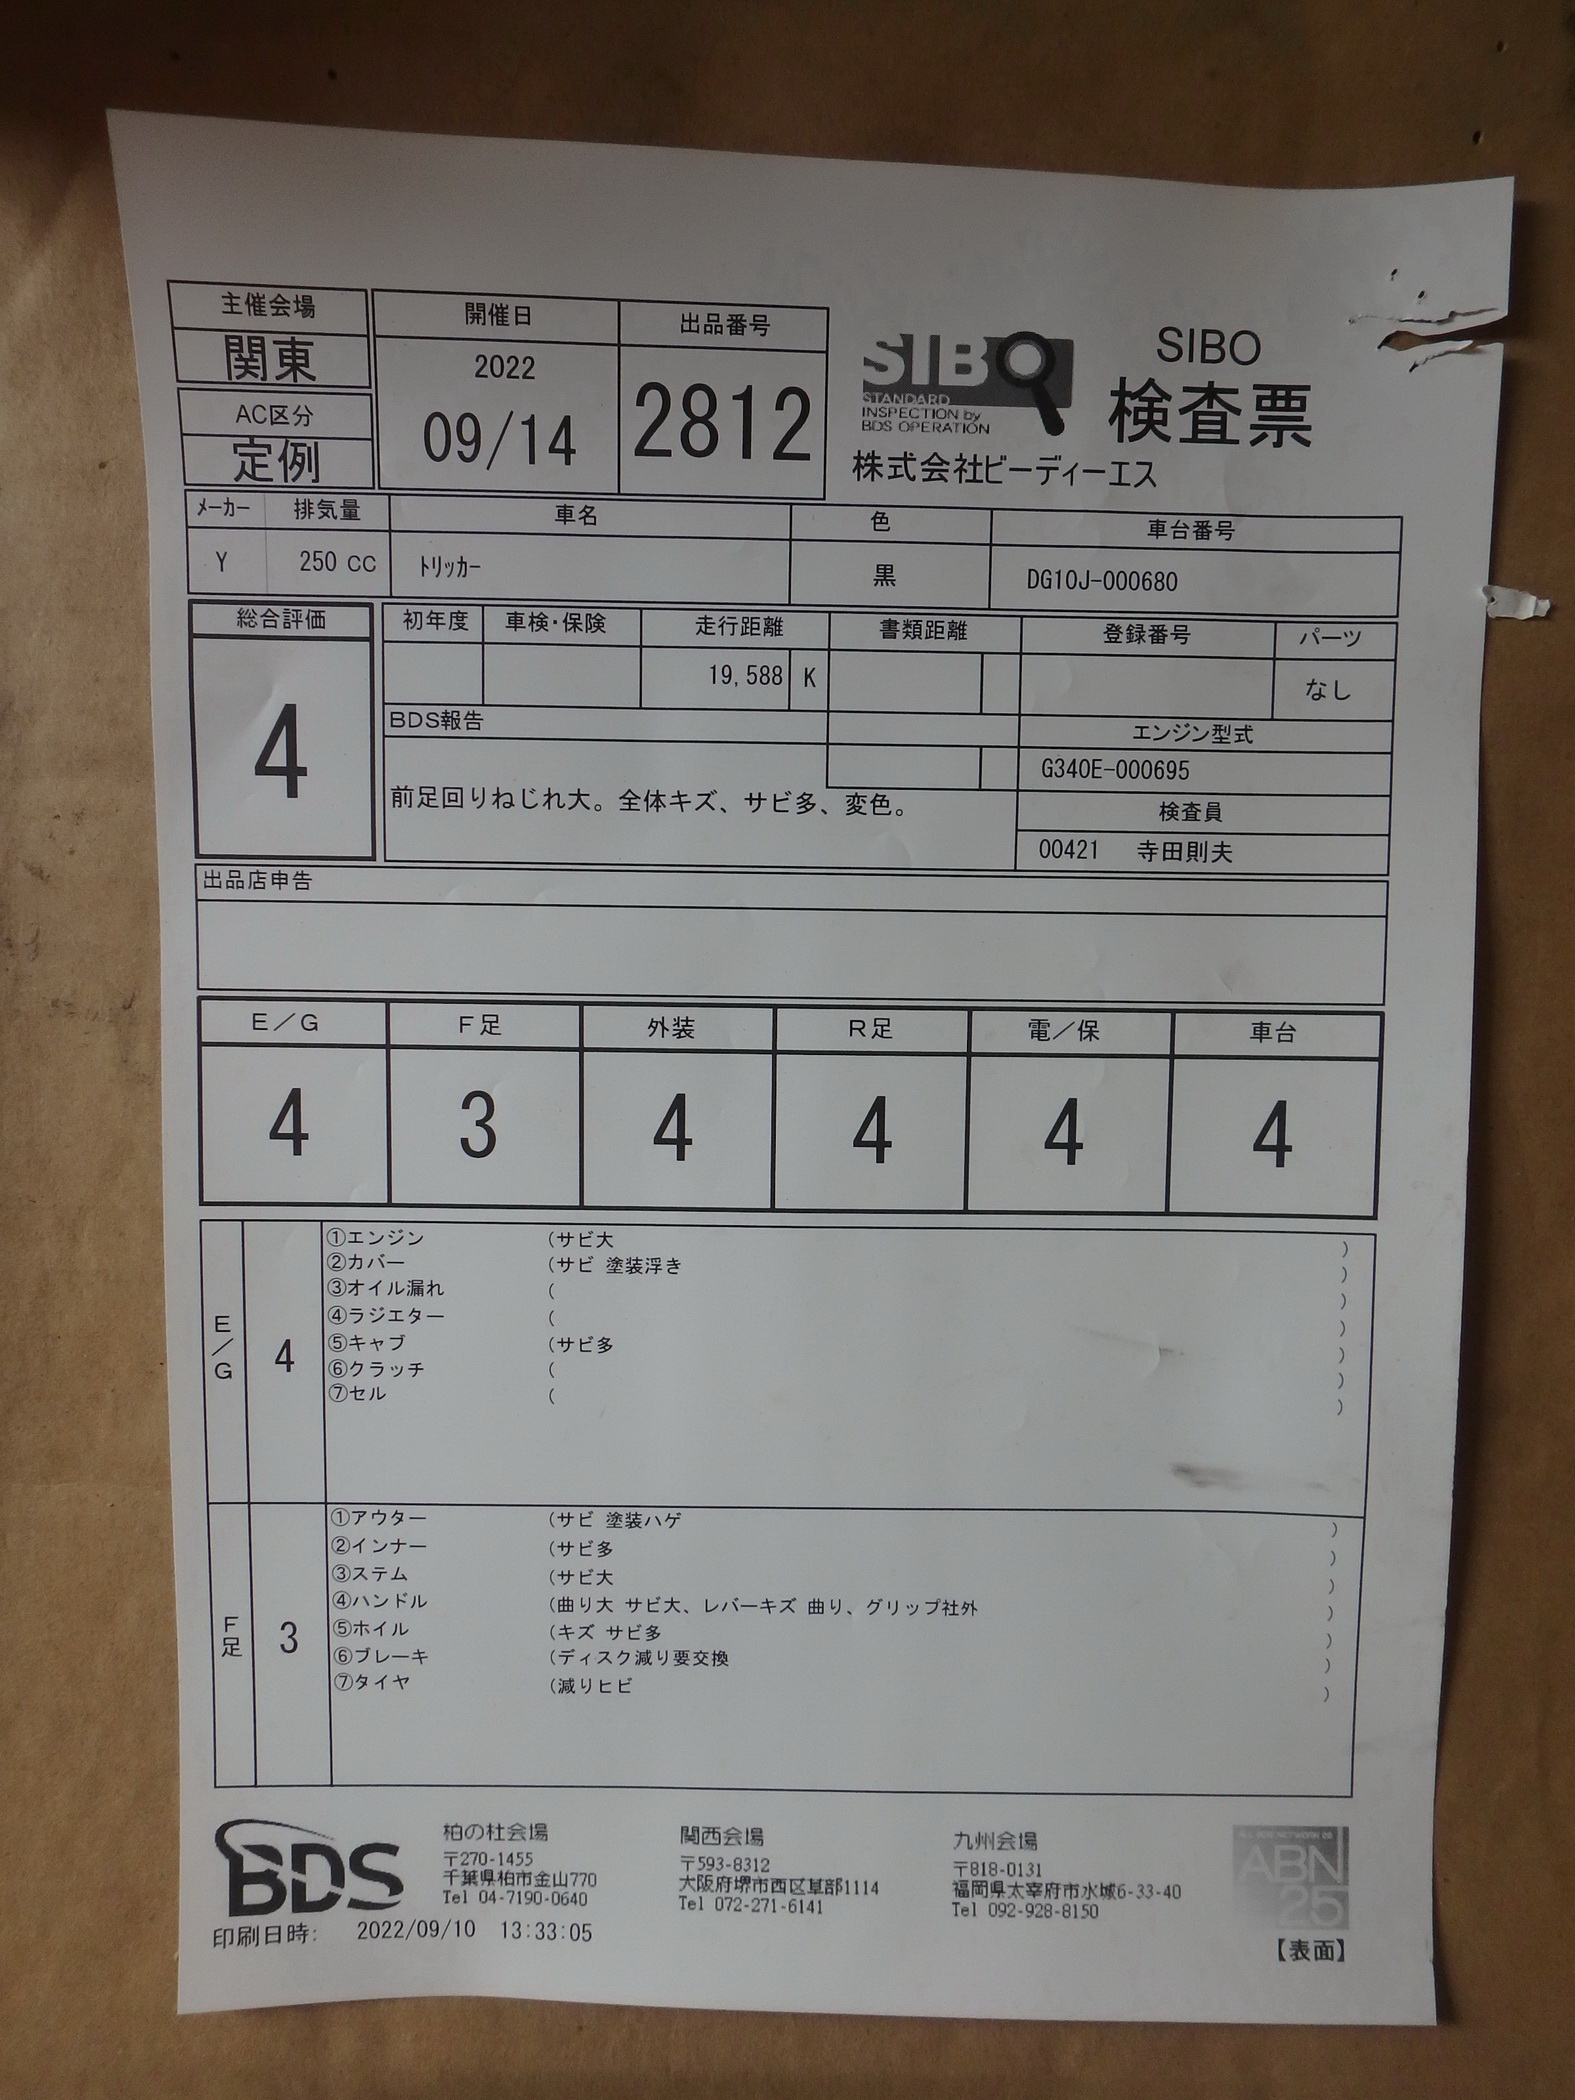 主催会場
関東
AC区分
定例
開催日
2022
09/14
出品番号
2812
SIBO
STANDARD
INSPECTION by
BDS OPERATION
SIBO
検査票
株式会社ビーディーエス
メーカー 排気量 車名 色 車台番号
Y 250 CC トリッカー 黒 DG10J-000680
総合評価
4
初年度 車検・保険 走行距離 書類距離 登録番号 パーツ
19,588 K なし
BDS報告
前足回りねじれ大。全体キズ、サビ多、変色。
エンジン型式
G340E-000695
検査員
00421 寺田則夫
出品店申告
E/G F足 外装 R足 電/保 車台
4 3 4 4 4 4
E/G
4
①エンジン (サビ大 )
②カバー (サビ 塗装浮き )
③オイル漏れ ( )
④ラジエター ( )
⑤キャブ (サビ多 )
⑥クラッチ ( )
⑦セル ( )
F足
3
①アウター (サビ 塗装ハゲ )
②インナー (サビ多 )
③ステム (サビ大 )
④ハンドル (曲り大 サビ大、レバーキズ 曲り、グリップ社外 )
⑤ホイル (キズ サビ多 )
⑥ブレーキ (ディスク減り要交換 )
⑦タイヤ (減りヒビ )
BDS
柏の杜会場
〒270-1455
千葉県柏市金山770
Tel 04-7190-0640
関西会場
〒593-8312
大阪府堺市西区草部1114
Tel 072-271-6141
九州会場
〒818-0131
福岡県太宰府市水城6-33-40
Tel 092-928-8150
ABN
25
印刷日時: 2022/09/10 13:33:05
【表面】